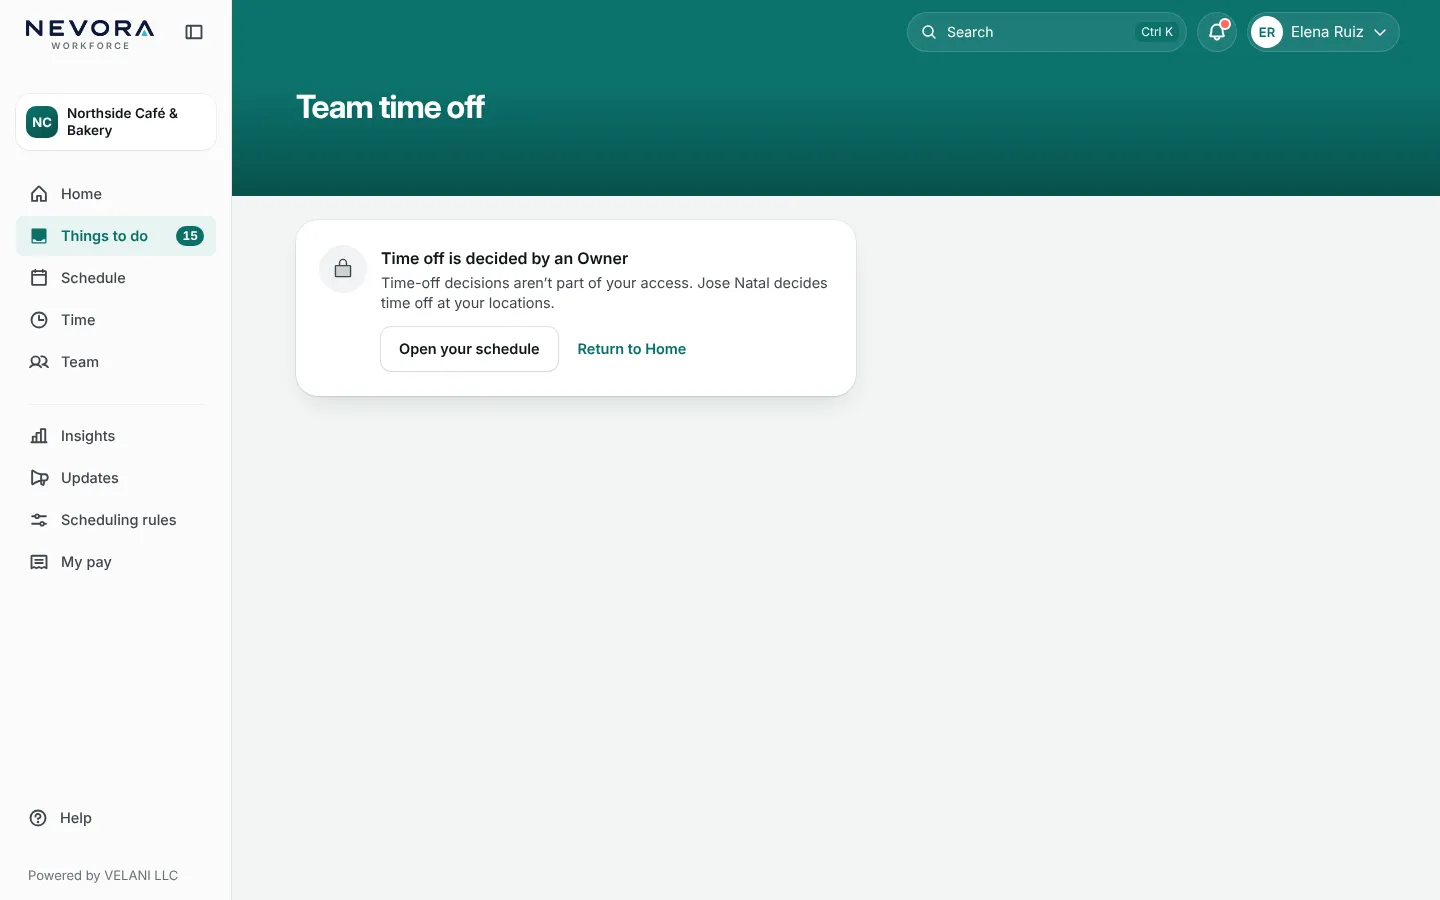 NEVORA
WORKFORCE
Search
Ctrl K
ER
Elena Ruiz
NC
Northside Café &
Bakery
Team time off
Home
Things to do
15
Schedule
Time
Team
Insights
Updates
Scheduling rules
My pay
Time off is decided by an Owner
Time-off decisions aren’t part of your access. Jose Natal decides
time off at your locations.
Open your schedule
Return to Home
Help
Powered by VELANI LLC